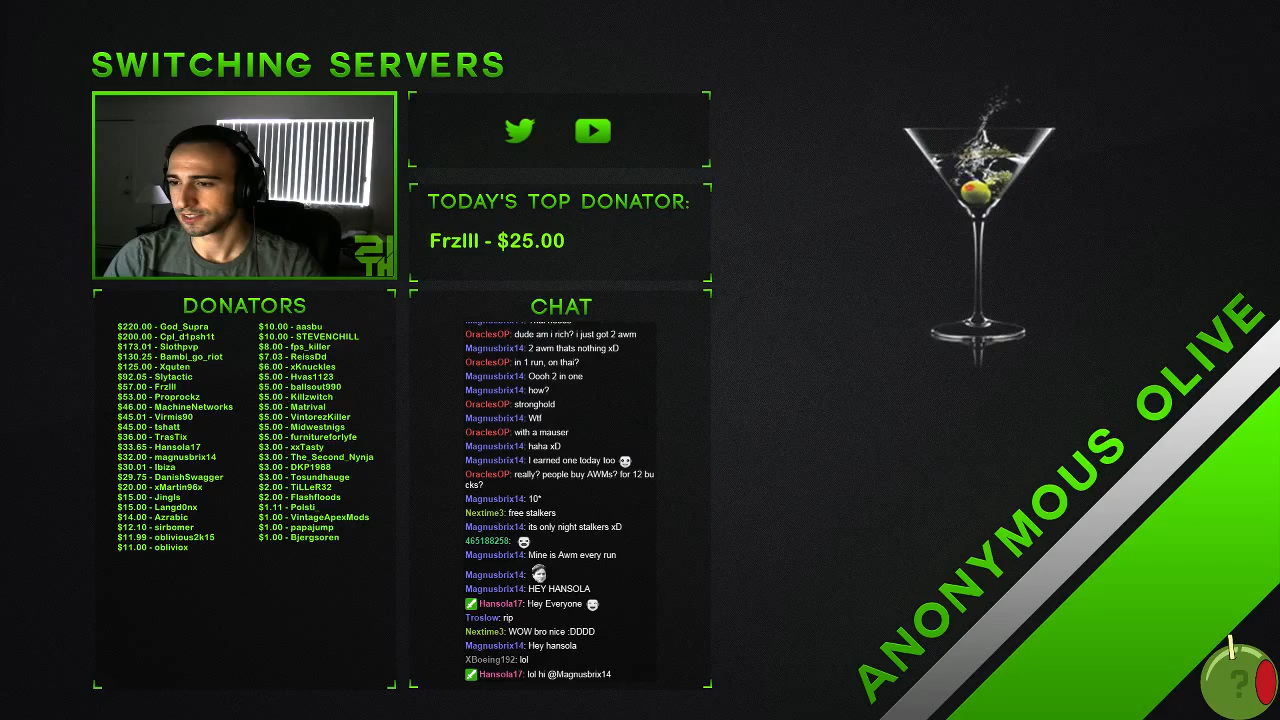 SWITCHING SERVERS
21
TH
TODAY'S TOP DONATOR:
FrzIII - $25.00
DONATORS
$220.00 - God_Supra
$200.00 - Cpl_d1psh1t
$173.01 - Slothpvp
$130.25 - Bambi_go_riot
$125.00 - Xquten
$92.05 - Slytactic
$57.00 - FrzIII
$53.00 - Proprockz
$46.00 - MachineNetworks
$45.01 - Virmis90
$45.00 - tshatt
$36.00 - TrasTix
$33.65 - Hansola17
$32.00 - magnusbrix14
$30.01 - Ibiza
$29.75 - DanishSwagger
$20.00 - xMartin96x
$15.00 - Jingls
$15.00 - Langd0nx
$14.00 - Azrabic
$12.10 - sirbomer
$11.99 - oblivious2k15
$11.00 - obliviox
$10.00 - aasbu
$10.00 - STEVENCHILL
$8.00 - fps_killer
$7.03 - ReissDd
$6.00 - xKnuckles
$5.00 - Hvas1123
$5.00 - ballsout990
$5.00 - Killzwitch
$5.00 - Matrival
$5.00 - VintorezKiller
$5.00 - Midwestnigs
$5.00 - furnitureforlyfe
$3.00 - xxTasty
$3.00 - The_Second_Nynja
$3.00 - DKP1988
$3.00 - Tosundhauge
$2.00 - TiLLeR32
$2.00 - Flashfloods
$1.11 - Polsti_
$1.00 - VintageApexMods
$1.00 - papajump
$1.00 - Bjergsoren
CHAT
OraclesOP: dude am i rich? i just got 2 awm
Magnusbrix14: 2 awm thats nothing xD
OraclesOP: in 1 run, on thai?
Magnusbrix14: Oooh 2 in one
Magnusbrix14: how?
OraclesOP: stronghold
Magnusbrix14: Wtf
OraclesOP: with a mauser
Magnusbrix14: haha xD
Magnusbrix14: I earned one today too
OraclesOP: really? people buy AWMs? for 12 bu
cks?
Magnusbrix14: 10*
Nextime3: free stalkers
Magnusbrix14: its only night stalkers xD
465188258:
Magnusbrix14: Mine is Awm every run
Magnusbrix14:
Magnusbrix14: HEY HANSOLA
Hansola17: Hey Everyone
Troslow: rip
Nextime3: WOW bro nice :DDDD
Magnusbrix14: Hey hansola
XBoeing192: lol
Hansola17: lol hi @Magnusbrix14
ANONYMOUS OLIVE
?